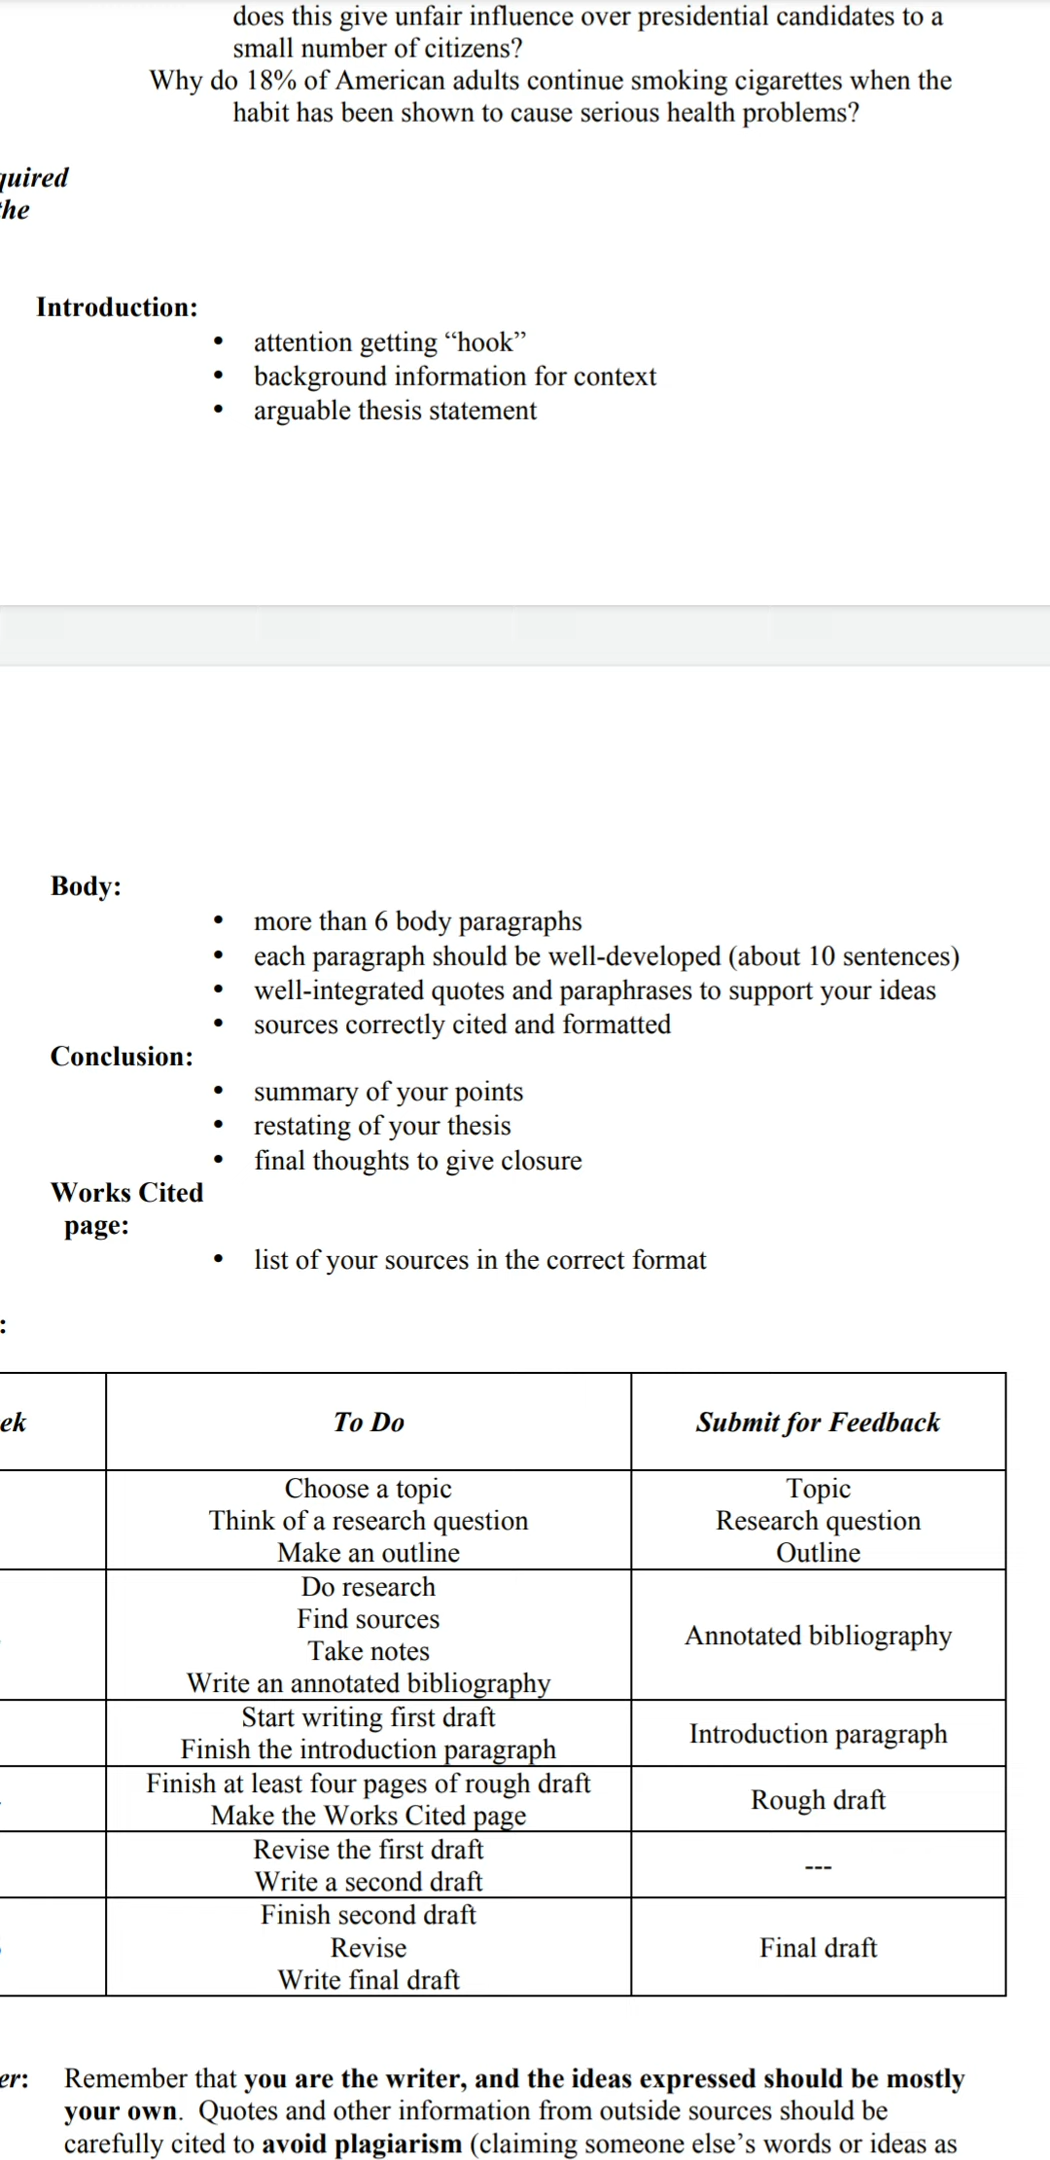 does this give unfair influence over presidential candidates to a
small number of citizens?
Why do 18% of American adults continue smoking cigarettes when the
habit has been shown to cause serious health problems?
quired
the
Introduction:
• attention getting “hook”
• background information for context
• arguable thesis statement
Body:
• more than 6 body paragraphs
• each paragraph should be well-developed (about 10 sentences)
• well-integrated quotes and paraphrases to support your ideas
• sources correctly cited and formatted
Conclusion:
• summary of your points
• restating of your thesis
• final thoughts to give closure
Works Cited
page:
• list of your sources in the correct format
:
ek To Do Submit for Feedback
Choose a topic
Think of a research question
Make an outline
Topic
Research question
Outline
Do research
Find sources
Take notes
Write an annotated bibliography
Annotated bibliography
Start writing first draft
Finish the introduction paragraph
Introduction paragraph
Finish at least four pages of rough draft
Make the Works Cited page
Rough draft
Revise the first draft
Write a second draft
---
Finish second draft
Revise
Write final draft
Final draft
er: Remember that you are the writer, and the ideas expressed should be mostly
your own. Quotes and other information from outside sources should be
carefully cited to avoid plagiarism (claiming someone else’s words or ideas as